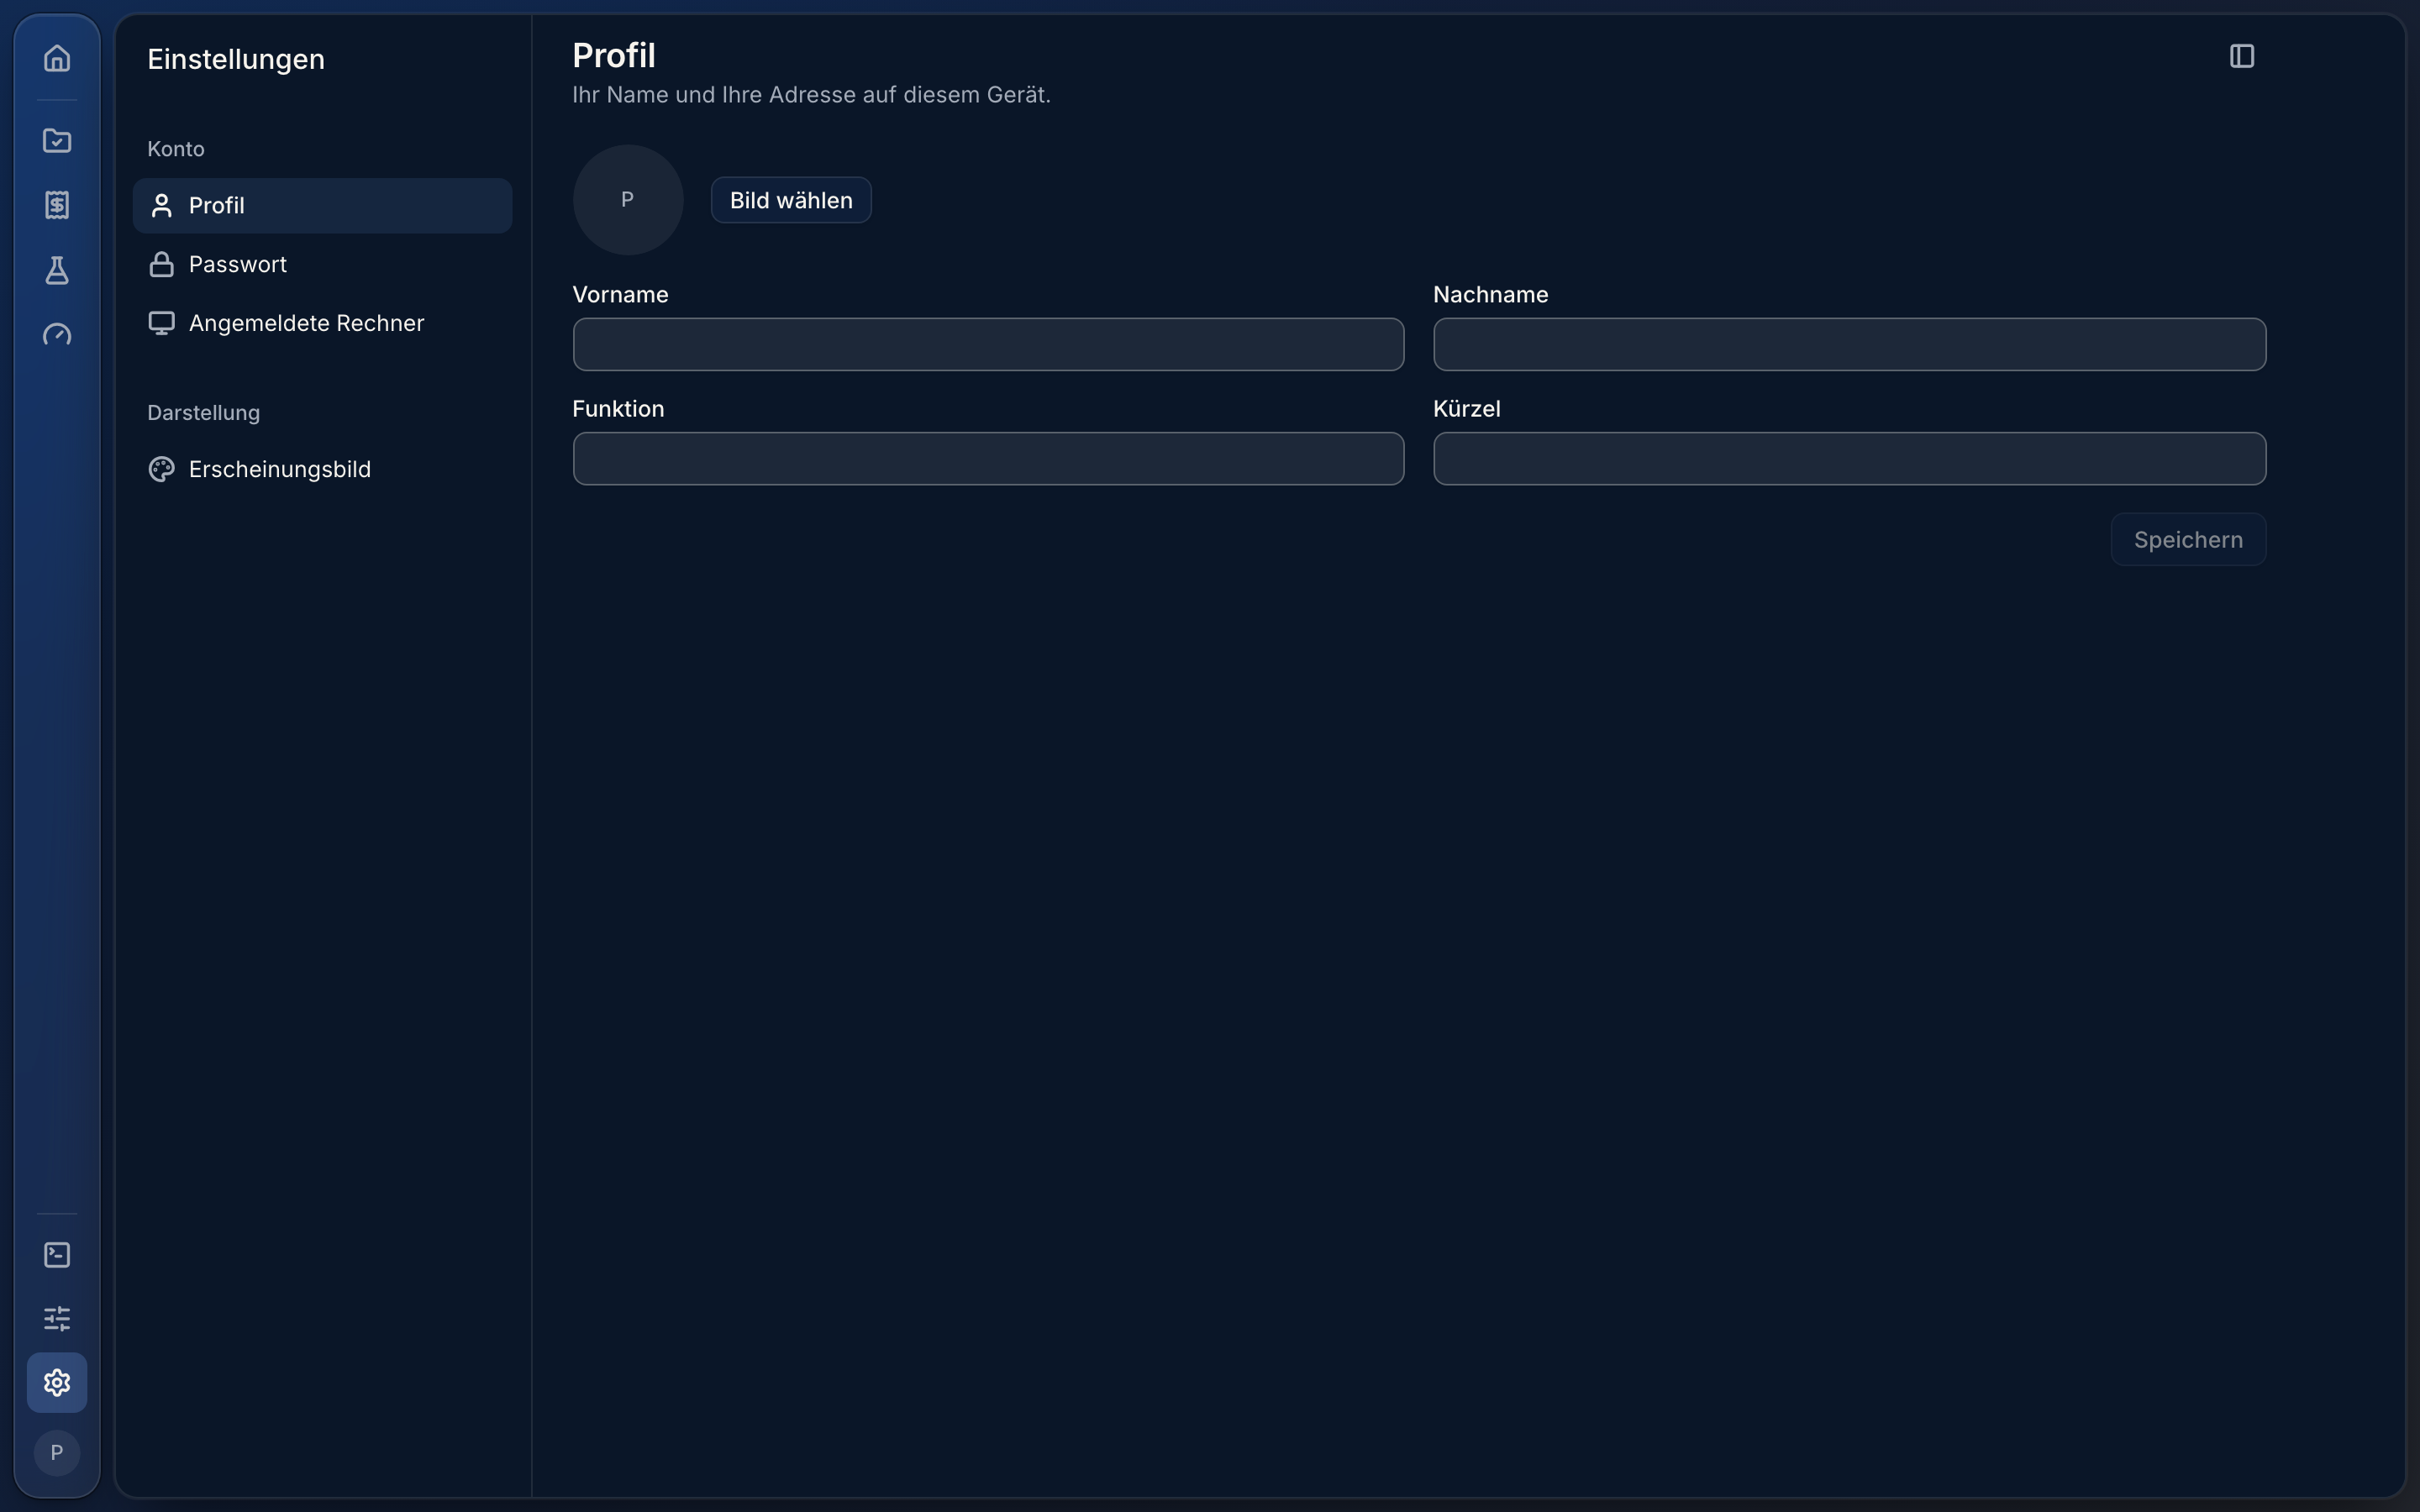 Einstellungen
Konto
Profil
Passwort
Angemeldete Rechner
Darstellung
Erscheinungsbild
P
Profil
Ihr Name und Ihre Adresse auf diesem Gerät.
P
Bild wählen
Vorname
Nachname
Funktion
Kürzel
Speichern